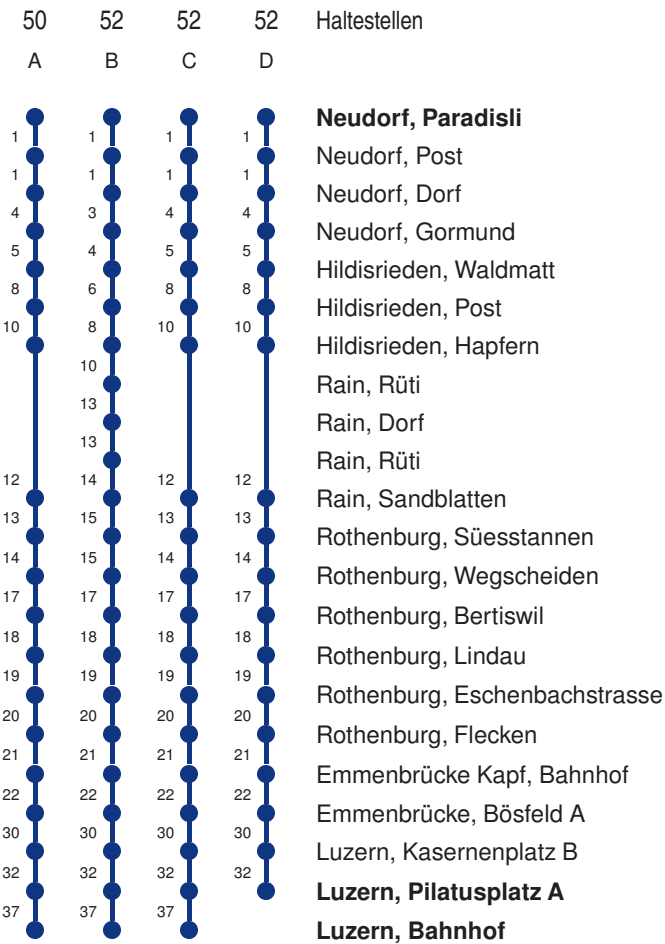 50 52 52 52 Haltestellen
A B C D
Neudorf, Paradisli
1 1 1 1
Neudorf, Post
1 1 1 1
Neudorf, Dorf
4 3 4 4
Neudorf, Gormund
5 4 5 5
Hildisrieden, Waldmatt
8 6 8 8
Hildisrieden, Post
10 8 10 10
Hildisrieden, Hapfern
10
Rain, Rüti
13
Rain, Dorf
13
Rain, Rüti
12 14 12 12
Rain, Sandblatten
13 15 13 13
Rothenburg, Süesstannen
14 15 14 14
Rothenburg, Wegscheiden
17 17 17 17
Rothenburg, Bertiswil
18 18 18 18
Rothenburg, Lindau
19 19 19 19
Rothenburg, Eschenbachstrasse
20 20 20 20
Rothenburg, Flecken
21 21 21 21
Emmenbrücke Kapf, Bahnhof
22 22 22 22
Emmenbrücke, Bösfeld A
30 30 30 30
Luzern, Kasernenplatz B
32 32 32 32
Luzern, Pilatusplatz A
37 37 37
Luzern, Bahnhof